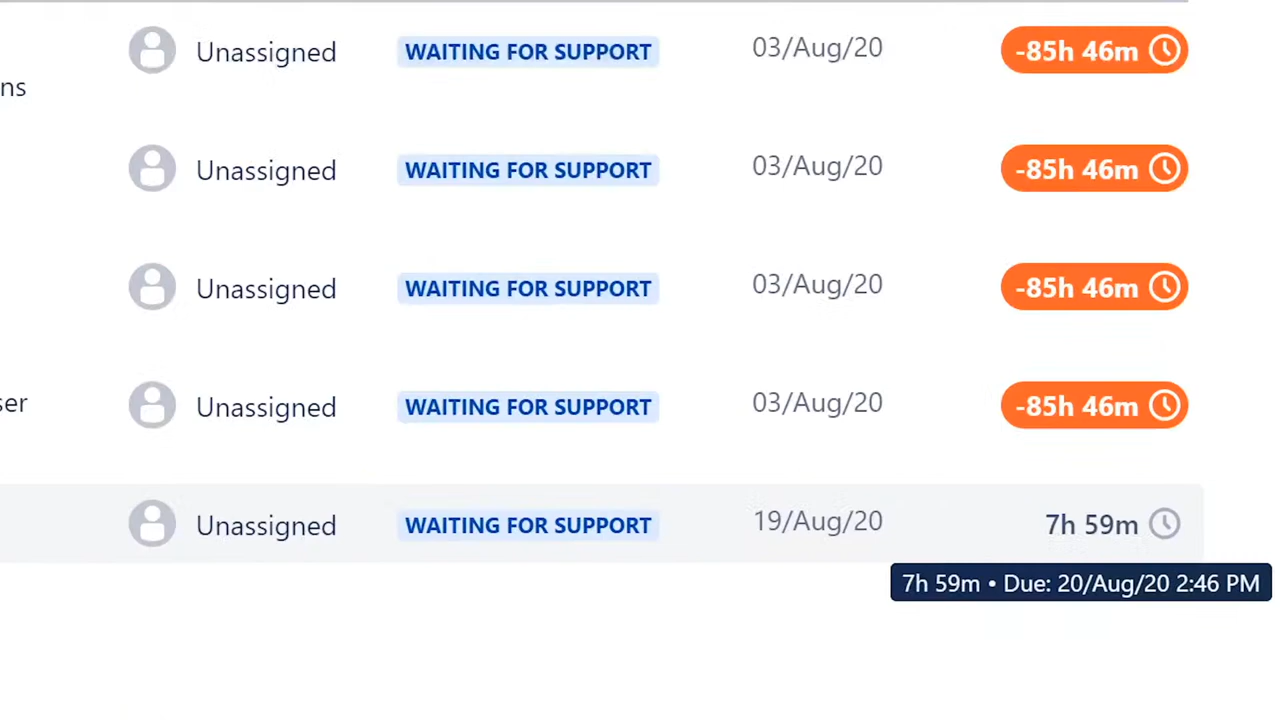 Unassigned WAITING FOR SUPPORT 03/Aug/20 -85h 46m
ns
Unassigned WAITING FOR SUPPORT 03/Aug/20 -85h 46m
Unassigned WAITING FOR SUPPORT 03/Aug/20 -85h 46m
ser Unassigned WAITING FOR SUPPORT 03/Aug/20 -85h 46m
Unassigned WAITING FOR SUPPORT 19/Aug/20 7h 59m
7h 59m • Due: 20/Aug/20 2:46 PM